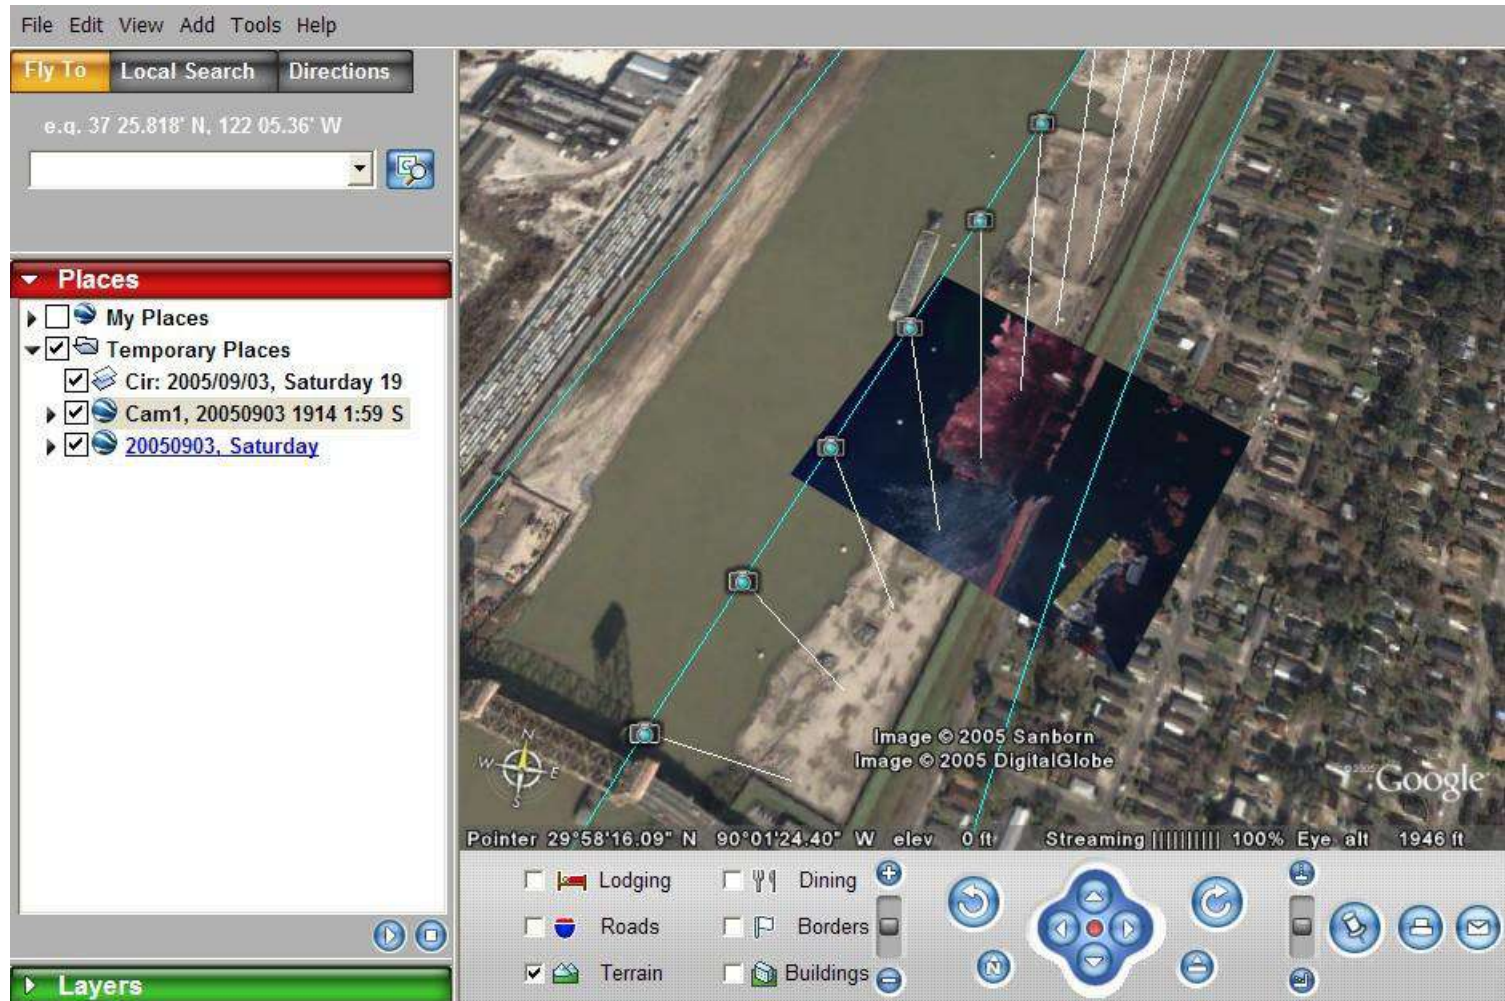 File Edit View Add Tools Help
Fly To Local Search Directions
e.g. 37 25.818' N, 122 05.36' W
Places
My Places
Temporary Places
Cir: 2005/09/03, Saturday 19
Cam1, 20050903 1914 1:59 S
20050903, Saturday
Layers
N
W E
S
Image © 2005 Sanborn
Image © 2005 DigitalGlobe
© 2005 Google
Pointer 29°58'16.09" N 90°01'24.40" W elev 0 ft Streaming |||||||||| 100% Eye alt 1946 ft
Lodging Dining
Roads Borders
Terrain Buildings
N